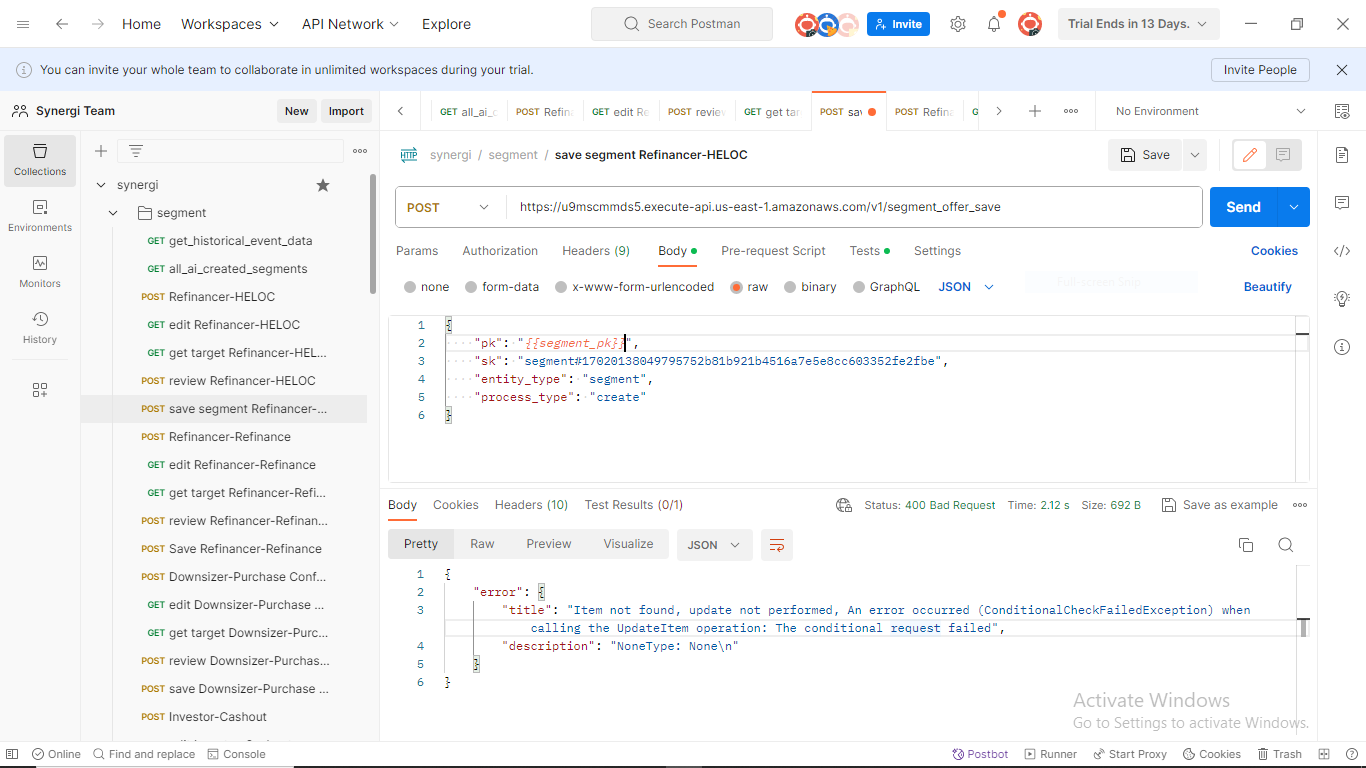 Home Workspaces API Network Explore Search Postman Invite Trial Ends in 13 Days.
You can invite your whole team to collaborate in unlimited workspaces during your trial. Invite People
Synergi Team New Import
GET all_ai_c POST Refin GET edit Re POST review GET get tar POST sav POST Refin G No Environment
Collections
Environments
Monitors
History
synergi
segment
GET get_historical_event_data
GET all_ai_created_segments
POST Refinancer-HELOC
GET edit Refinancer-HELOC
GET get target Refinancer-HEL...
POST review Refinancer-HELOC
POST save segment Refinancer-...
POST Refinancer-Refinance
GET edit Refinancer-Refinance
GET get target Refinancer-Refi...
POST review Refinancer-Refinan...
POST Save Refinancer-Refinance
POST Downsizer-Purchase Conf...
GET edit Downsizer-Purchase ...
GET get target Downsizer-Purc...
POST review Downsizer-Purchas...
POST save Downsizer-Purchase ...
POST Investor-Cashout
HTTP synergi / segment / save segment Refinancer-HELOC Save
POST https://u9mscmmds5.execute-api.us-east-1.amazonaws.com/v1/segment_offer_save Send
Params Authorization Headers (9) Body Pre-request Script Tests Settings Cookies
none form-data x-www-form-urlencoded raw binary GraphQL JSON Full-screen Snip Beautify
1 {
2 "pk": "{{segment_pk}}",
3 "sk": "segment#17020138049795752b81b921b4516a7e5e8cc603352fe2fbe",
4 "entity_type": "segment",
5 "process_type": "create"
6 }
Body Cookies Headers (10) Test Results (0/1) Status: 400 Bad Request Time: 2.12 s Size: 692 B Save as example
Pretty Raw Preview Visualize JSON
1 {
2 "error": {
3 "title": "Item not found, update not performed, An error occurred (ConditionalCheckFailedException) when
calling the UpdateItem operation: The conditional request failed",
4 "description": "NoneType: None\n"
5 }
6 }
Activate Windows
Go to Settings to activate Windows.
Online Find and replace Console Postbot Runner Start Proxy Cookies Trash